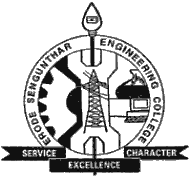 ERODE SENGUNTHAR ENGINEERING COLLEGE
SERVICE
CHARACTER
EXCELLENCE